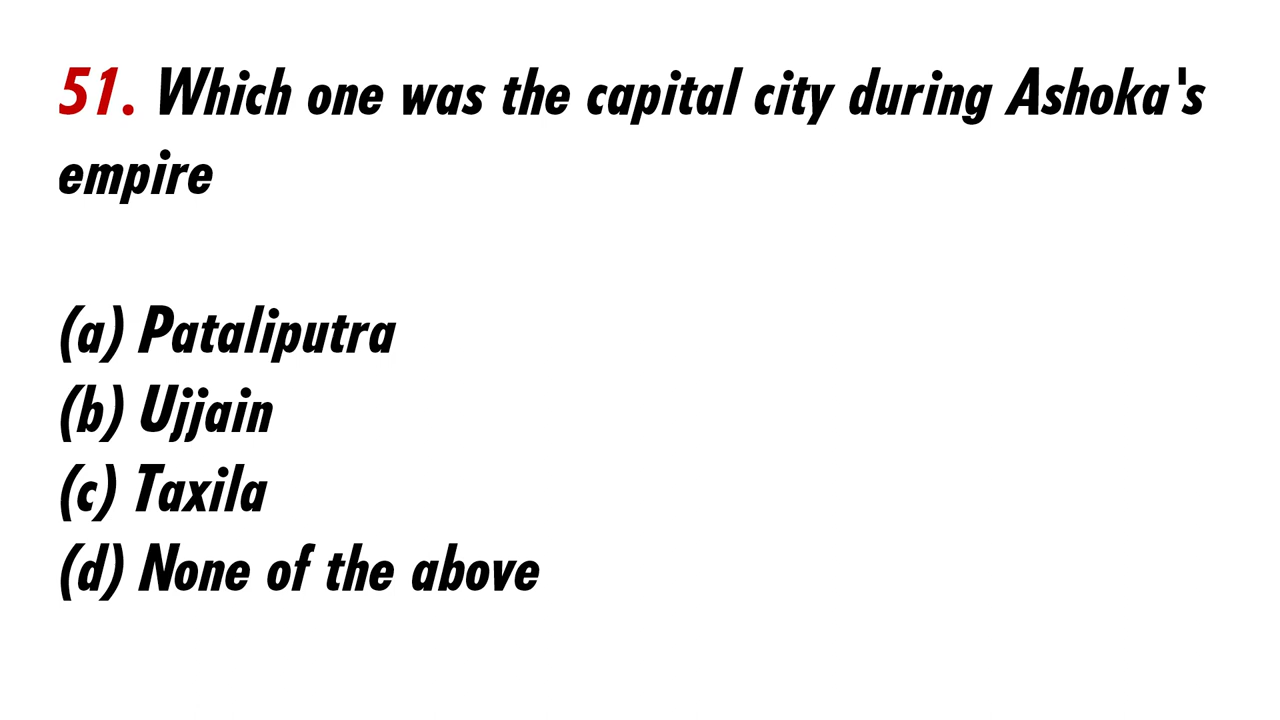 51. Which one was the capital city during Ashoka's
empire
(a) Pataliputra
(b) Ujjain
(c) Taxila
(d) None of the above